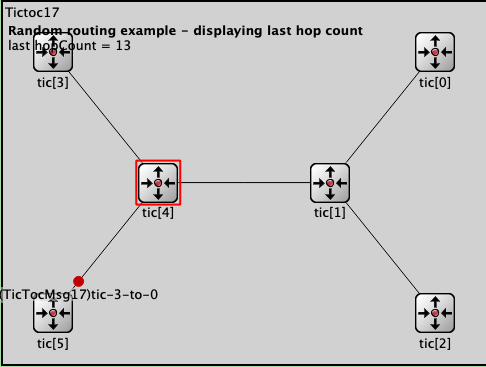 Tictoc17
Random routing example - displaying last hop count
last hopCount = 13
tic[3]
tic[0]
tic[4]
tic[1]
(TicTocMsg17)tic-3-to-0
tic[5]
tic[2]